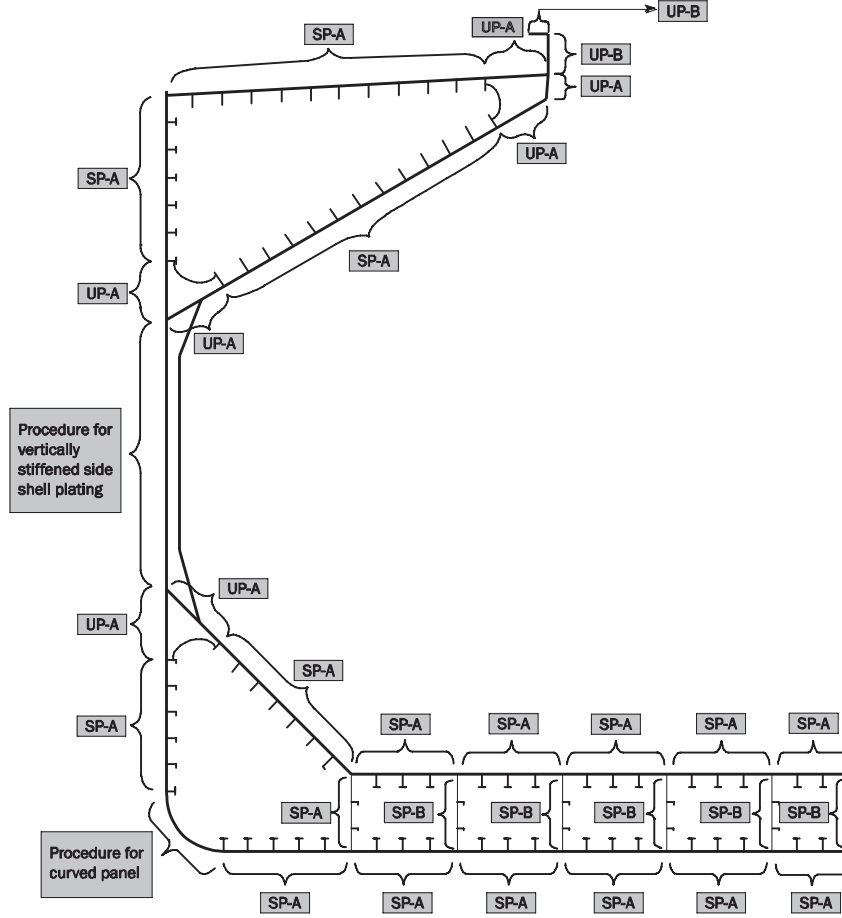 UP-B
UP-A
SP-A
UP-B
UP-A
UP-A
SP-A
SP-A
UP-A
UP-A
Procedure for
vertically
stiffened side
shell plating
UP-A
UP-A
SP-A
SP-A
SP-A
SP-A
SP-A
SP-A
SP-A
SP-A
SP-B
SP-B
SP-B
SP-B
SP-B
Procedure for
curved panel
SP-A
SP-A
SP-A
SP-A
SP-A
SP-A